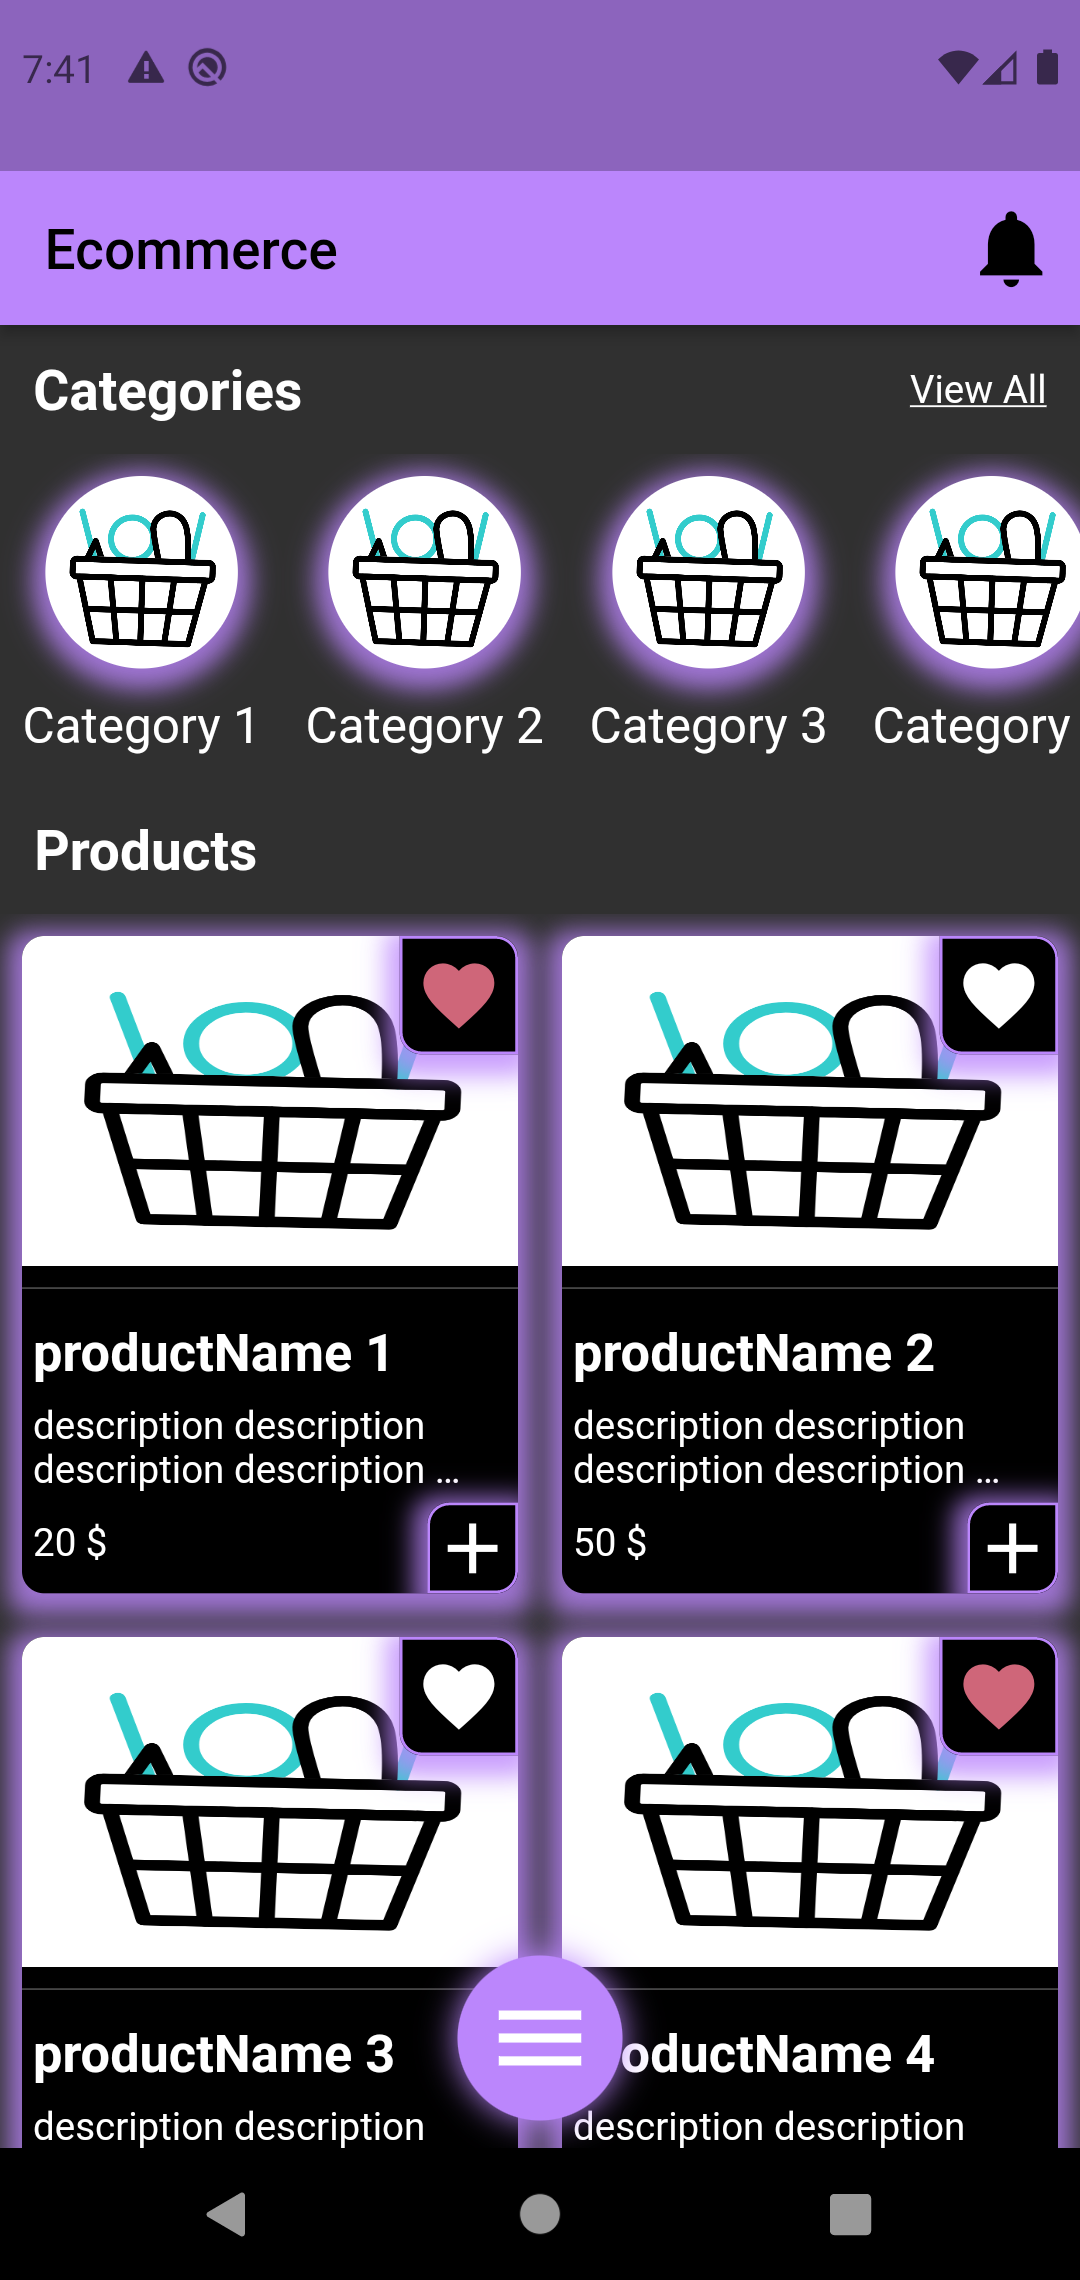 7:41
Ecommerce
Categories
View All
Category 1
Category 2
Category 3
Category
Products
productName 1
description description
description description ...
20 $
productName 2
description description
description description ...
50 $
productName 3
description description
oductName 4
description description